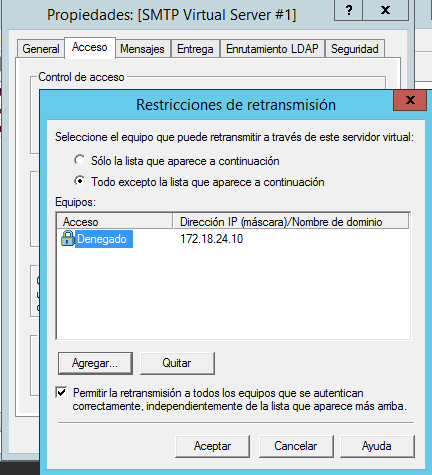 Propiedades: [SMTP Virtual Server #1]
? x
General Acceso Mensajes Entrega Enrutamiento LDAP Seguridad
Control de acceso
Restricciones de retransmisión
x
Seleccione el equipo que puede retransmitir a través de este servidor virtual:
Sólo la lista que aparece a continuación
Todo excepto la lista que aparece a continuación
Equipos:
Acceso Dirección IP (máscara)/Nombre de dominio
Denegado 172.18.24.10
Agregar... Quitar
Permitir la retransmisión a todos los equipos que se autentican
correctamente, independientemente de la lista que aparece más arriba.
Aceptar Cancelar Ayuda